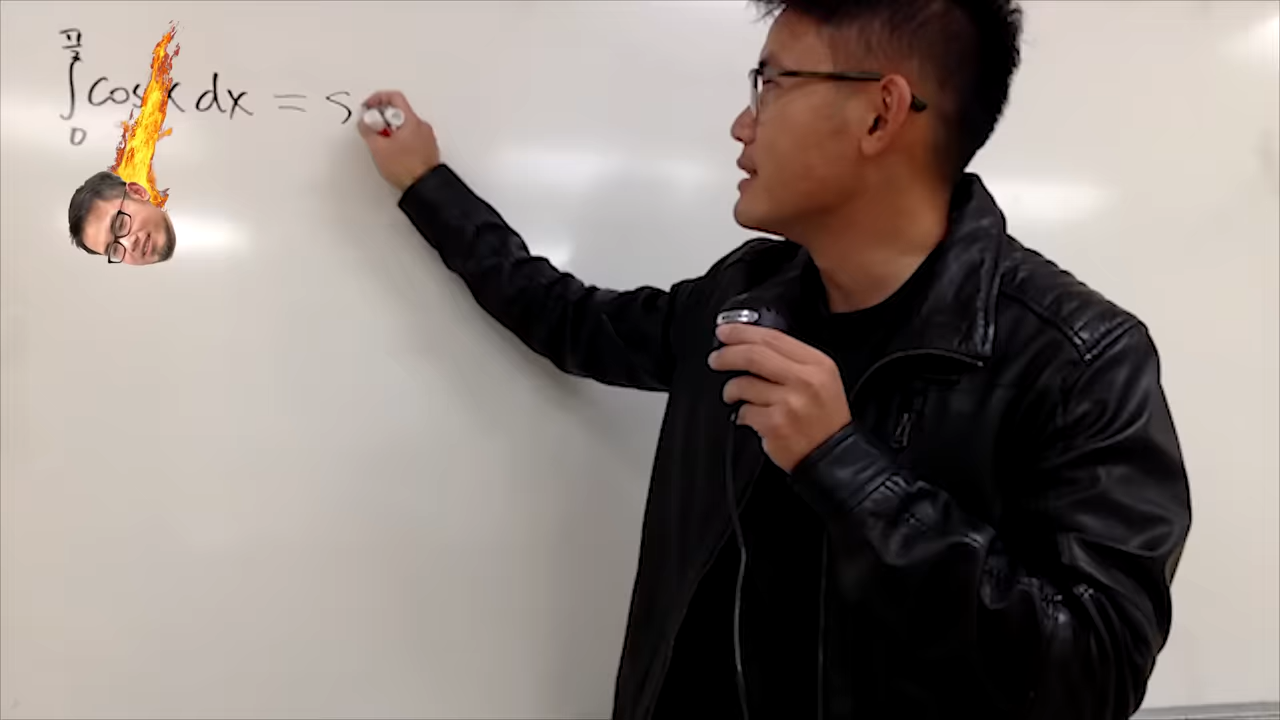 ∫₀^(π/2) cos x dx = s